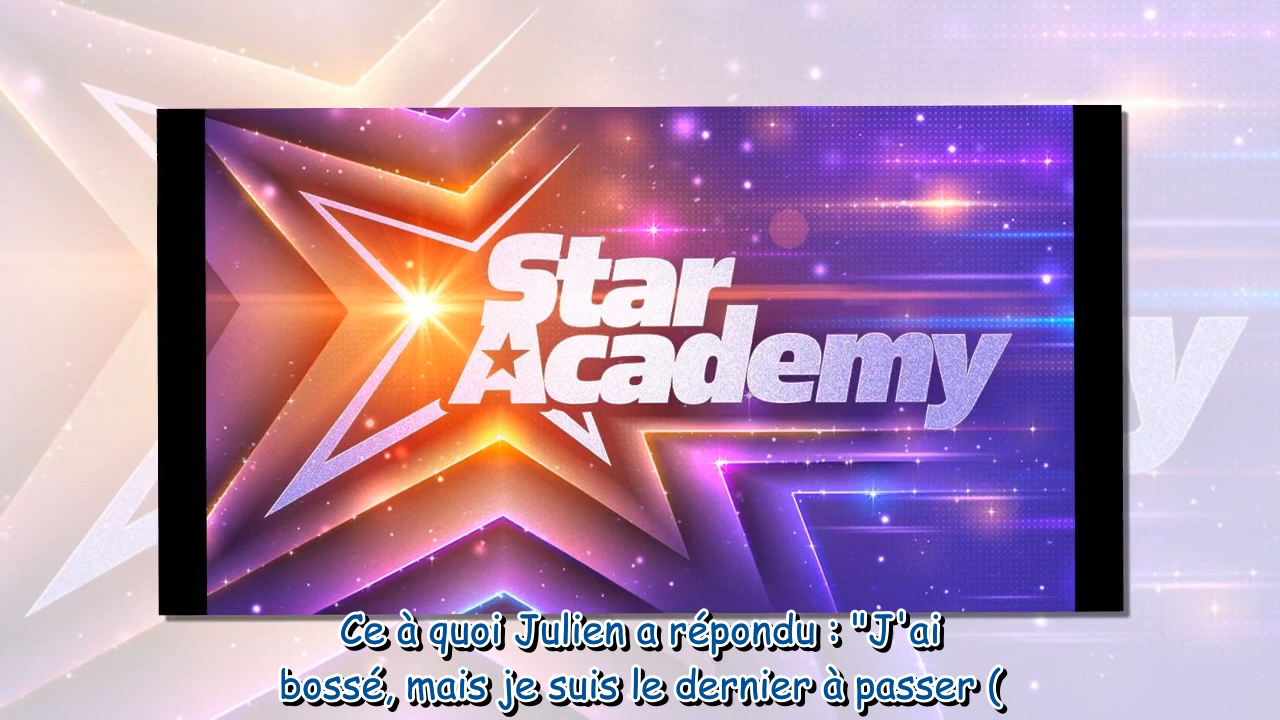 Star
Academy
y
Ce à quoi Julien a répondu : "J'ai
bossé, mais je suis le dernier à passer (